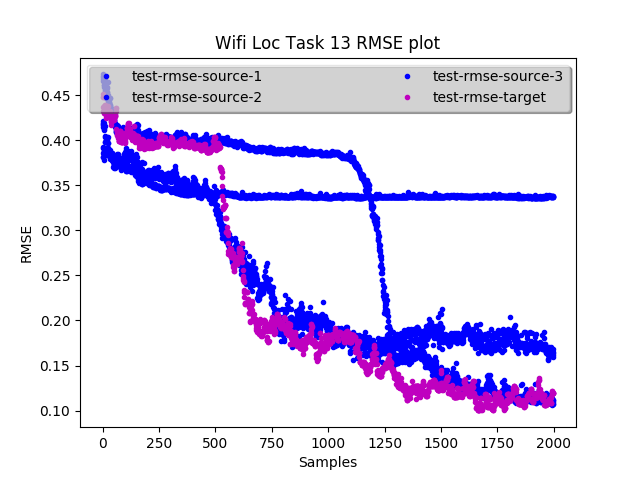 Wifi Loc Task 13 RMSE plot
test-rmse-source-1
test-rmse-source-2
test-rmse-source-3
test-rmse-target
0.45
0.40
0.35
0.30
0.25
0.20
0.15
0.10
RMSE
0
250
500
750
1000
1250
1500
1750
2000
Samples